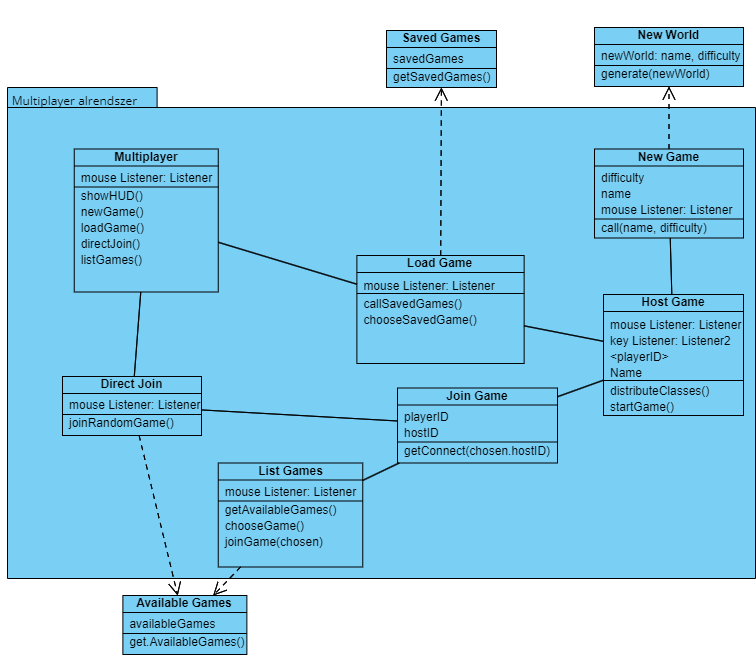 Saved Games
savedGames
getSavedGames()
New World
newWorld: name, difficulty
generate(newWorld)
Multiplayer alrendszer
Multiplayer
mouse Listener: Listener
showHUD()
newGame()
loadGame()
directJoin()
listGames()
New Game
difficulty
name
mouse Listener: Listener
call(name, difficulty)
Load Game
mouse Listener: Listener
callSavedGames()
chooseSavedGame()
Host Game
mouse Listener: Listener
key Listener: Listener2
<playerID>
Name
distributeClasses()
startGame()
Direct Join
mouse Listener: Listener
joinRandomGame()
Join Game
playerID
hostID
getConnect(chosen.hostID)
List Games
mouse Listener: Listener
getAvailableGames()
chooseGame()
joinGame(chosen)
Available Games
availableGames
get.AvailableGames()